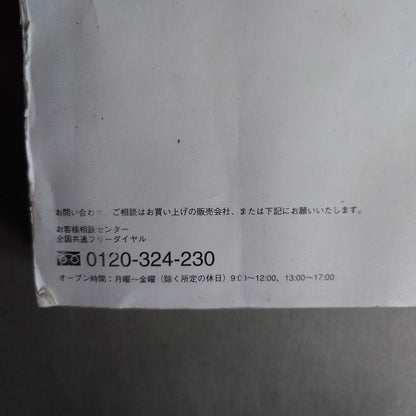 お問い合わせ、ご相談はお買い上げの販売会社、または下記にお願いいたします。
お客様相談センター
全国共通フリーダイヤル
0120-324-230
オープン時間：月曜～金曜（除く所定の休日）9:00～12:00、13:00～17:00